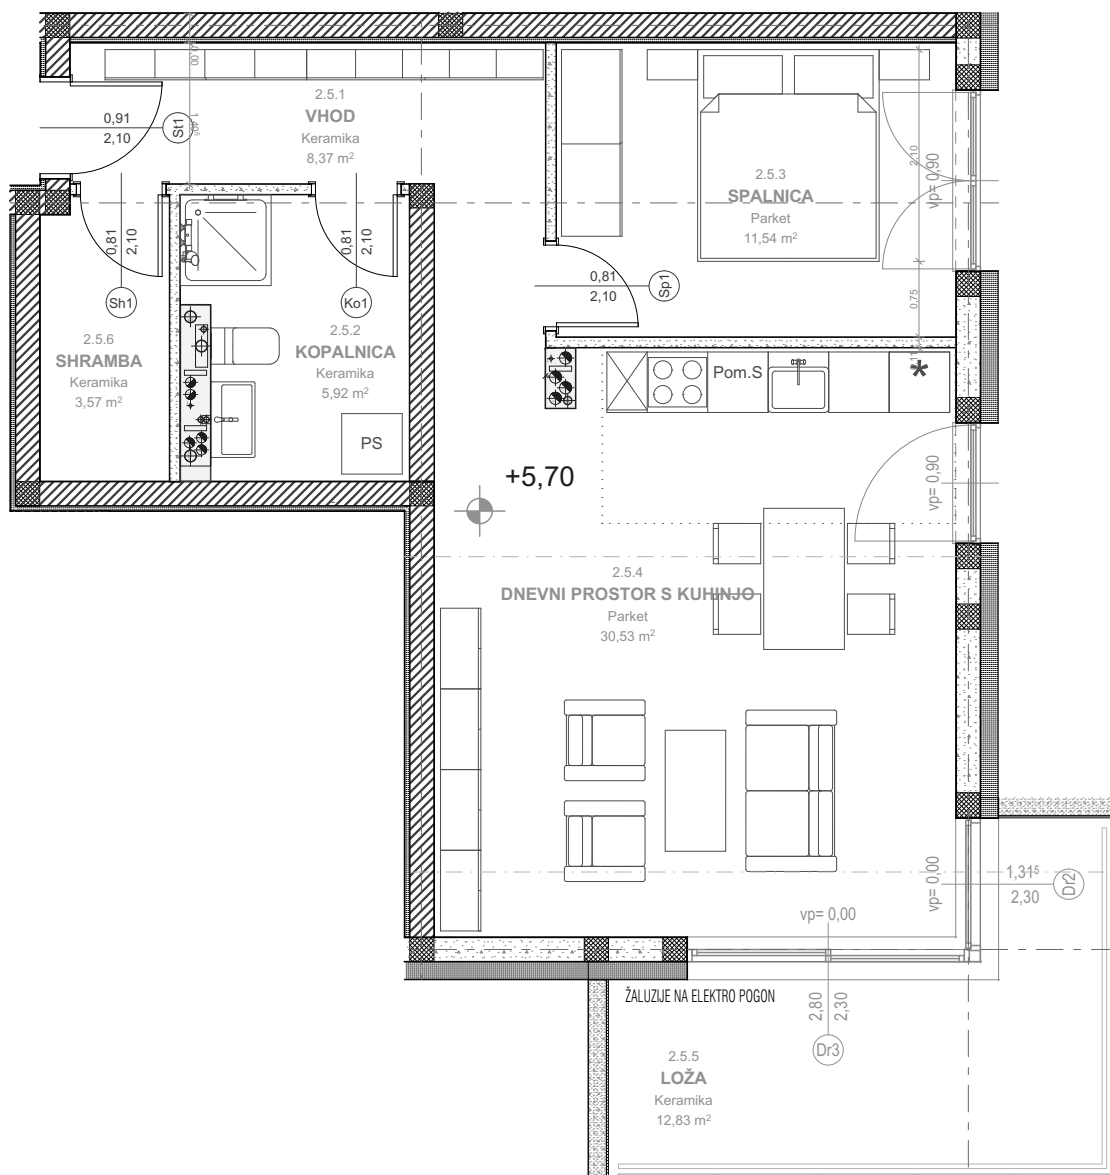 2.5.1
VHOD
Keramika
8,37 m²
0,91
2,10
St1
2.5.3
SPALNICA
Parket
11,54 m²
vp= 0,90
2,10
0,75
0,81
2,10
Sh1
0,81
2,10
Ko1
0,81
2,10
Sp1
2.5.6
SHRAMBA
Keramika
3,57 m²
2.5.2
KOPALNICA
Keramika
5,92 m²
PS
Pom.S
*
+5,70
vp= 0,90
2.5.4
DNEVNI PROSTOR S KUHINJO
Parket
30,53 m²
vp= 0,00
1,31⁵
2,30
Dr2
vp= 0,00
ŽALUZIJE NA ELEKTRO POGON
2,80
2,30
Dr3
2.5.5
LOŽA
Keramika
12,83 m²